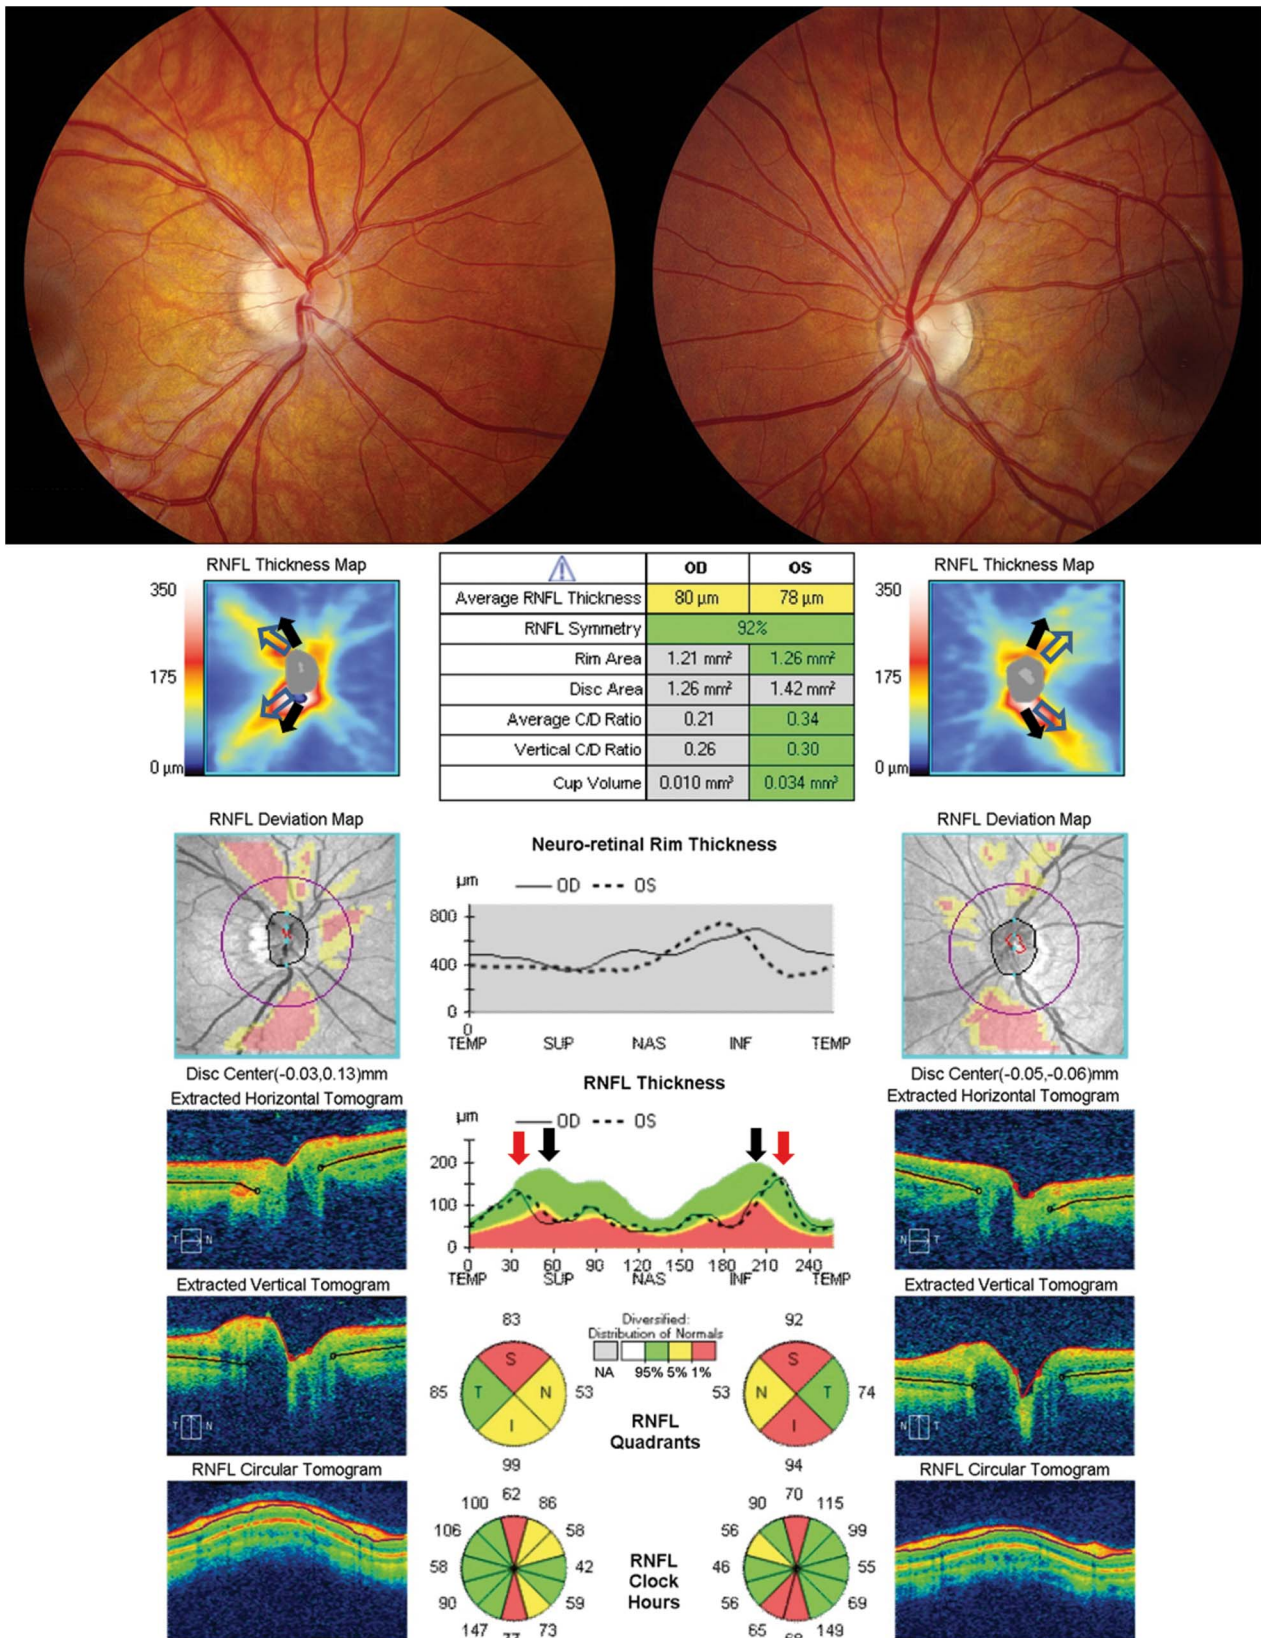 RNFL Thickness Map
350
175
0 µm
OD OS
Average RNFL Thickness 80 µm 78 µm
RNFL Symmetry 92%
Rim Area 1.21 mm² 1.26 mm²
Disc Area 1.26 mm² 1.42 mm²
Average C/D Ratio 0.21 0.34
Vertical C/D Ratio 0.26 0.30
Cup Volume 0.010 mm³ 0.034 mm³
RNFL Thickness Map
350
175
0 µm
RNFL Deviation Map
Disc Center(-0.03,0.13)mm
Neuro-retinal Rim Thickness
µm OD OS
800
400
0
0
TEMP SUP NAS INF TEMP
RNFL Deviation Map
Disc Center(-0.05,-0.06)mm
Extracted Horizontal Tomogram
T N
RNFL Thickness
µm OD OS
200
100
0
0 30 60 90 120 150 180 210 240
TEMP SUP NAS INF TEMP
Extracted Horizontal Tomogram
N T
Extracted Vertical Tomogram
T N
83
S
85 T N 53
I
99
Diversified:
Distribution of Normals
NA 95% 5% 1%
RNFL
Quadrants
92
S
53 N T 74
I
94
Extracted Vertical Tomogram
T N
RNFL Circular Tomogram
62
100 86
106 58
58 42
90 59
147 73
77
RNFL
Clock
Hours
70
90 115
56 99
46 55
56 69
65 149
68
RNFL Circular Tomogram